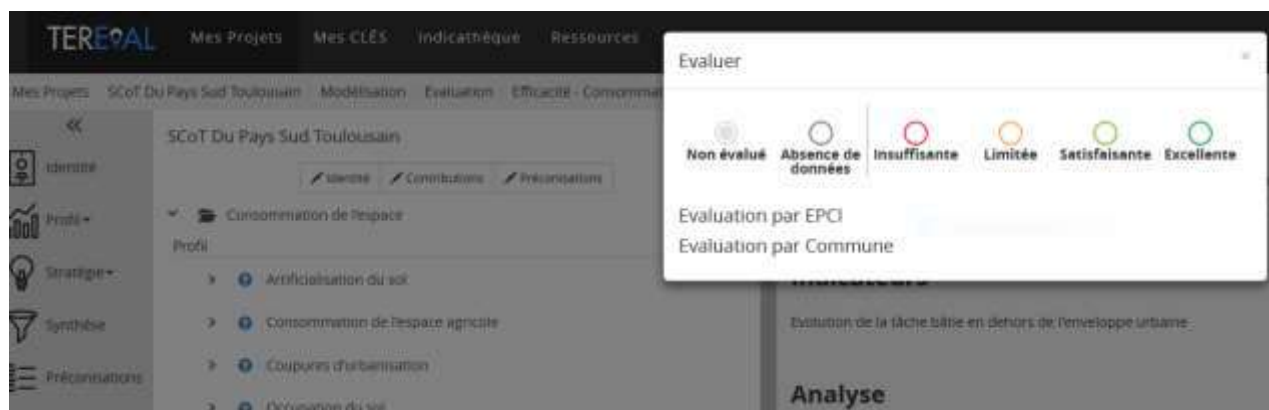 TEREVAL Mes Projets Mes CLÉS Indicathèque Ressources
Mes Projets SCoT Du Pays Sud Toulousain Modélisation Evaluation Efficacité - Consommat
SCoT Du Pays Sud Toulousain
Identité Contributions Préconisations
Identité
Profil
Stratégie
Synthèse
Préconisations
Consommation de l'espace
Profil
Artificialisation du sol
Consommation de l'espace agricole
Coupures d'urbanisation
Occupation du sol
Evaluer
Non évalué Absence de données Insuffisante Limitée Satisfaisante Excellente
Evaluation par EPCI
Evaluation par Commune
Indicateurs
Evolution de la tâche bâtie en dehors de l'enveloppe urbaine
Analyse